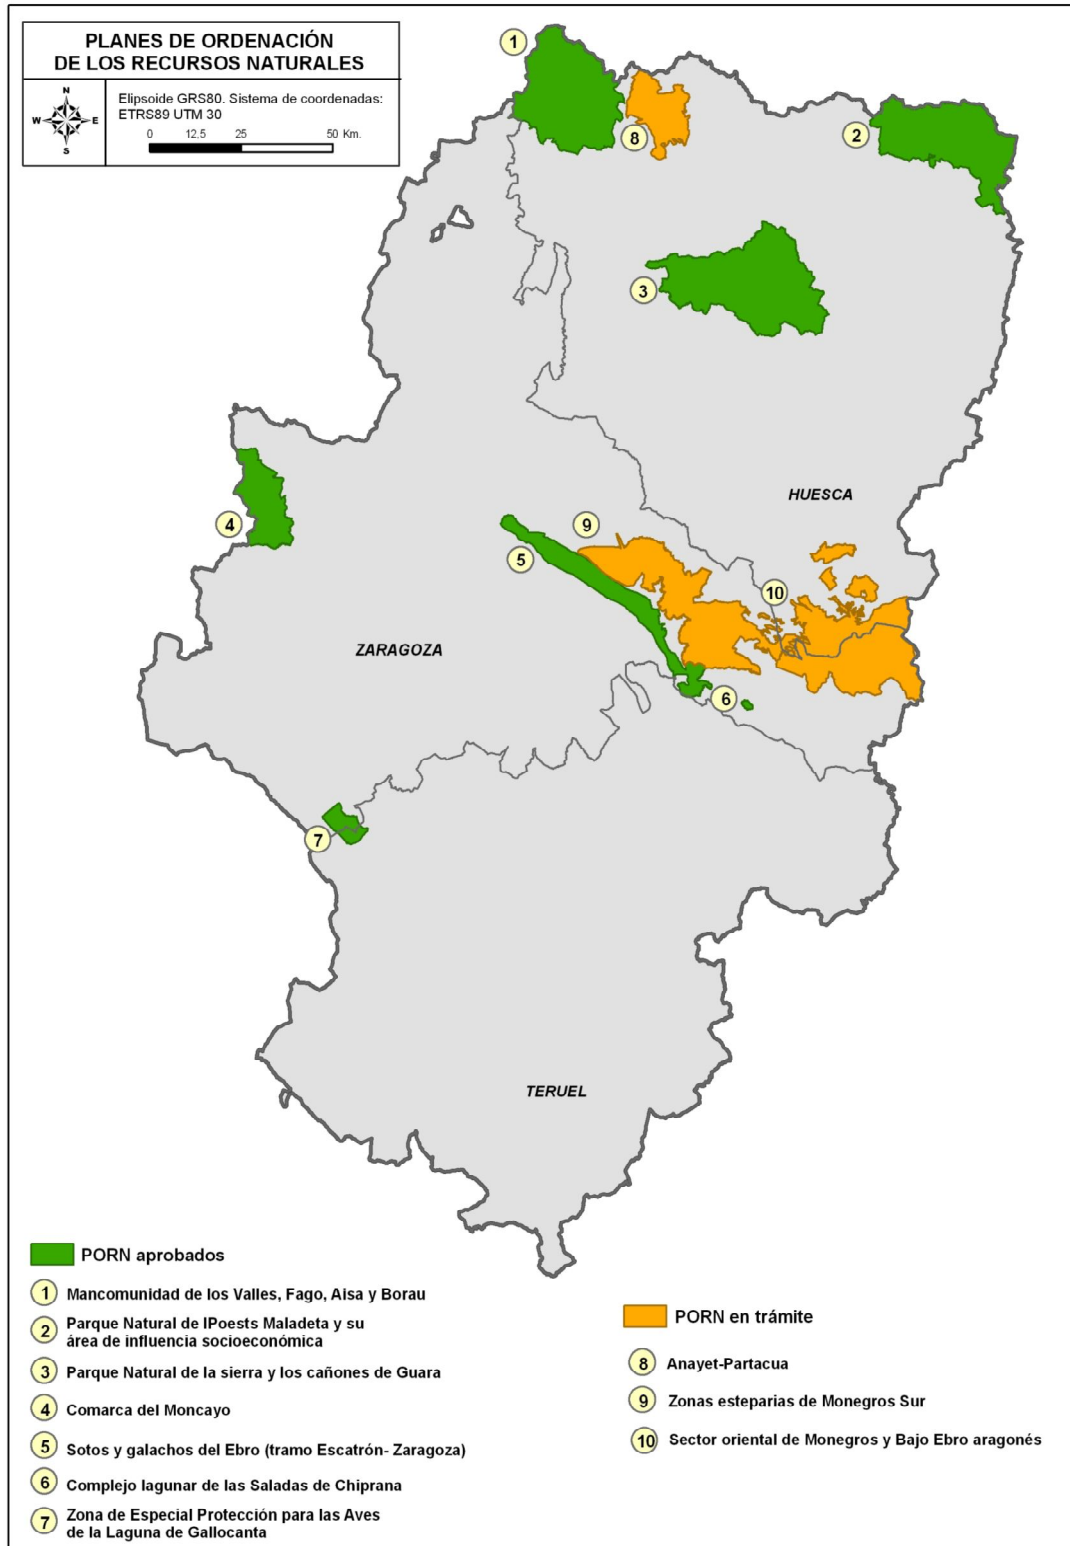 PLANES DE ORDENACIÓN
DE LOS RECURSOS NATURALES
N
W E
S
Elipsoide GRS80. Sistema de coordenadas:
ETRS89 UTM 30
0 12.5 25 50 Km.
1
8
2
3
HUESCA
4
9
5
10
ZARAGOZA
6
7
TERUEL
PORN aprobados
1 Mancomunidad de los Valles, Fago, Aisa y Borau
2 Parque Natural de lPoests Maladeta y su
área de influencia socioeconómica
3 Parque Natural de la sierra y los cañones de Guara
4 Comarca del Moncayo
5 Sotos y galachos del Ebro (tramo Escatrón- Zaragoza)
6 Complejo lagunar de las Saladas de Chiprana
7 Zona de Especial Protección para las Aves
de la Laguna de Gallocanta
PORN en trámite
8 Anayet-Partacua
9 Zonas esteparias de Monegros Sur
10 Sector oriental de Monegros y Bajo Ebro aragonés